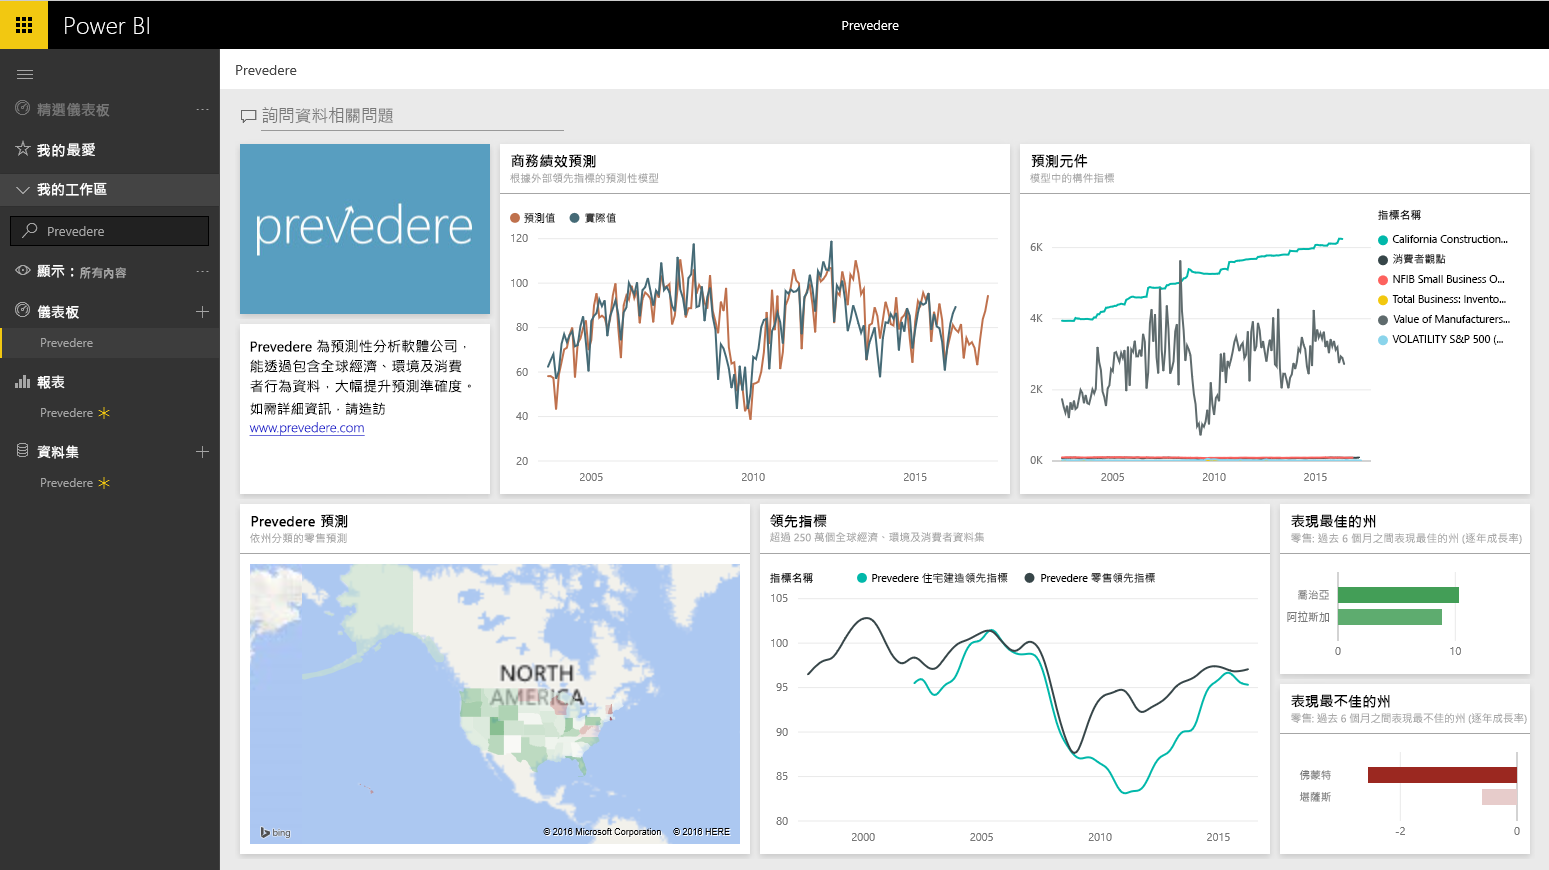 Power BI
Prevedere
Prevedere
精選儀表板
我的最愛
我的工作區
Prevedere
顯示：所有內容
儀表板
Prevedere
報表
Prevedere
資料集
Prevedere
詢問資料相關問題
prevedere
Prevedere 為預測性分析軟體公司，
能透過包含全球經濟、環境及消費
者行為資料，大幅提升預測準確度。
如需詳細資訊，請造訪
www.prevedere.com
商務績效預測
根據外部領先指標的預測性模型
預測值 實際值
120
100
80
60
40
20
2005 2010 2015
預測元件
模型中的構件指標
指標名稱
California Construction...
消費者觀點
NFIB Small Business O...
Total Business: Invento...
Value of Manufacturers...
VOLATILITY S&P 500 (...
6K
4K
2K
0K
2005 2010 2015
Prevedere 預測
依州分類的零售預測
NORTH
AMERICA
bing
© 2016 Microsoft Corporation © 2016 HERE
領先指標
超過 250 萬個全球經濟、環境及消費者資料集
指標名稱 Prevedere 住宅建造領先指標 Prevedere 零售領先指標
105
100
95
90
85
80
2000 2005 2010 2015
表現最佳的州
零售: 過去 6 個月之間表現最佳的州 (逐年成長率)
喬治亞
阿拉斯加
0 10
表現最不佳的州
零售: 過去 6 個月之間表現最不佳的州 (逐年成長率)
佛蒙特
堪薩斯
-2 0